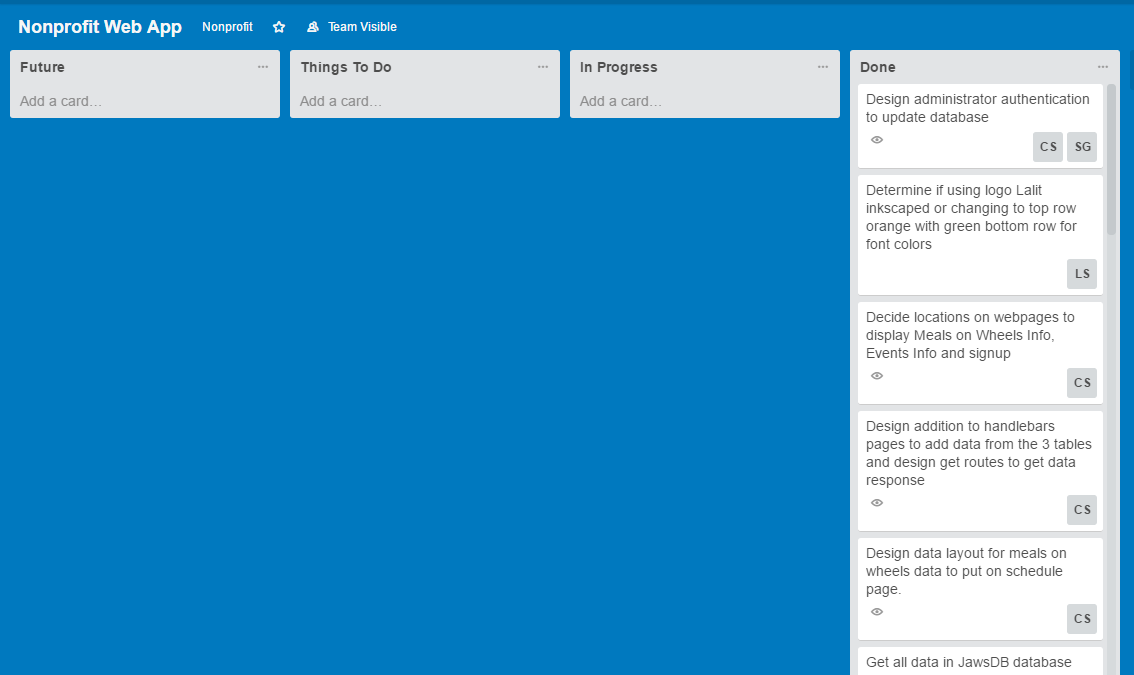 Nonprofit Web App Nonprofit Team Visible
Future
Add a card...
Things To Do
Add a card...
In Progress
Add a card...
Done
Design administrator authentication
to update database
CS SG
Determine if using logo Lalit
inkscaped or changing to top row
orange with green bottom row for
font colors
LS
Decide locations on webpages to
display Meals on Wheels Info,
Events Info and signup
CS
Design addition to handlebars
pages to add data from the 3 tables
and design get routes to get data
response
CS
Design data layout for meals on
wheels data to put on schedule
page.
CS
Get all data in JawsDB database